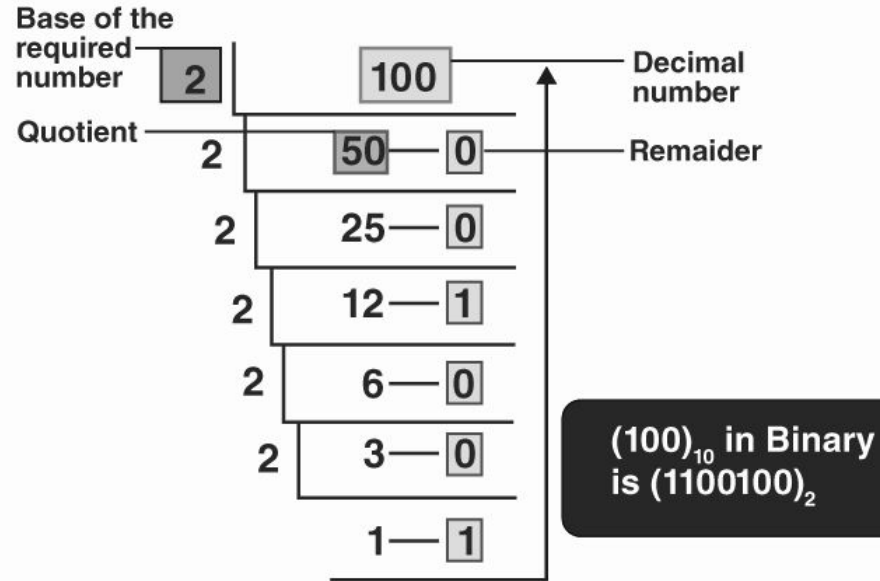 Base of the
required
number
2
100
Decimal
number
Quotient
2
50 — 0
Remaider
2
25 — 0
2
12 — 1
2
6 — 0
2
3 — 0
1 — 1
(100)₁₀ in Binary
is (1100100)₂